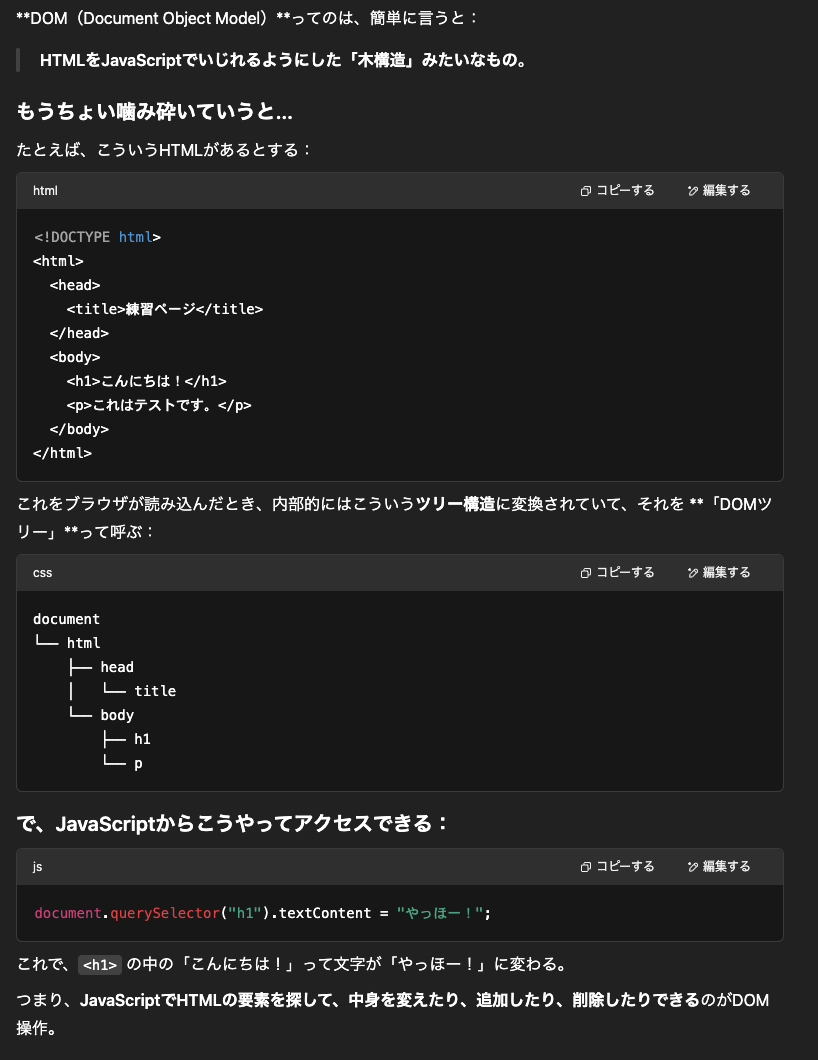 **DOM（Document Object Model）**ってのは、簡単に言うと：
HTMLをJavaScriptでいじれるようにした「木構造」みたいなもの。
もうちょい噛み砕いていうと...
たとえば、こういうHTMLがあるとする：
html コピーする 編集する
<!DOCTYPE html>
<html>
  <head>
    <title>練習ページ</title>
  </head>
  <body>
    <h1>こんにちは！</h1>
    <p>これはテストです。</p>
  </body>
</html>
これをブラウザが読み込んだとき、内部的にはこういうツリー構造に変換されていて、それを **「DOMツ
リー」**って呼ぶ：
css コピーする 編集する
document
└── html
    ├── head
    │   └── title
    └── body
        ├── h1
        └── p
で、JavaScriptからこうやってアクセスできる：
js コピーする 編集する
document.querySelector("h1").textContent = "やっほー！";
これで、<h1> の中の「こんにちは！」って文字が「やっほー！」に変わる。
つまり、JavaScriptでHTMLの要素を探して、中身を変えたり、追加したり、削除したりできるのがDOM
操作。